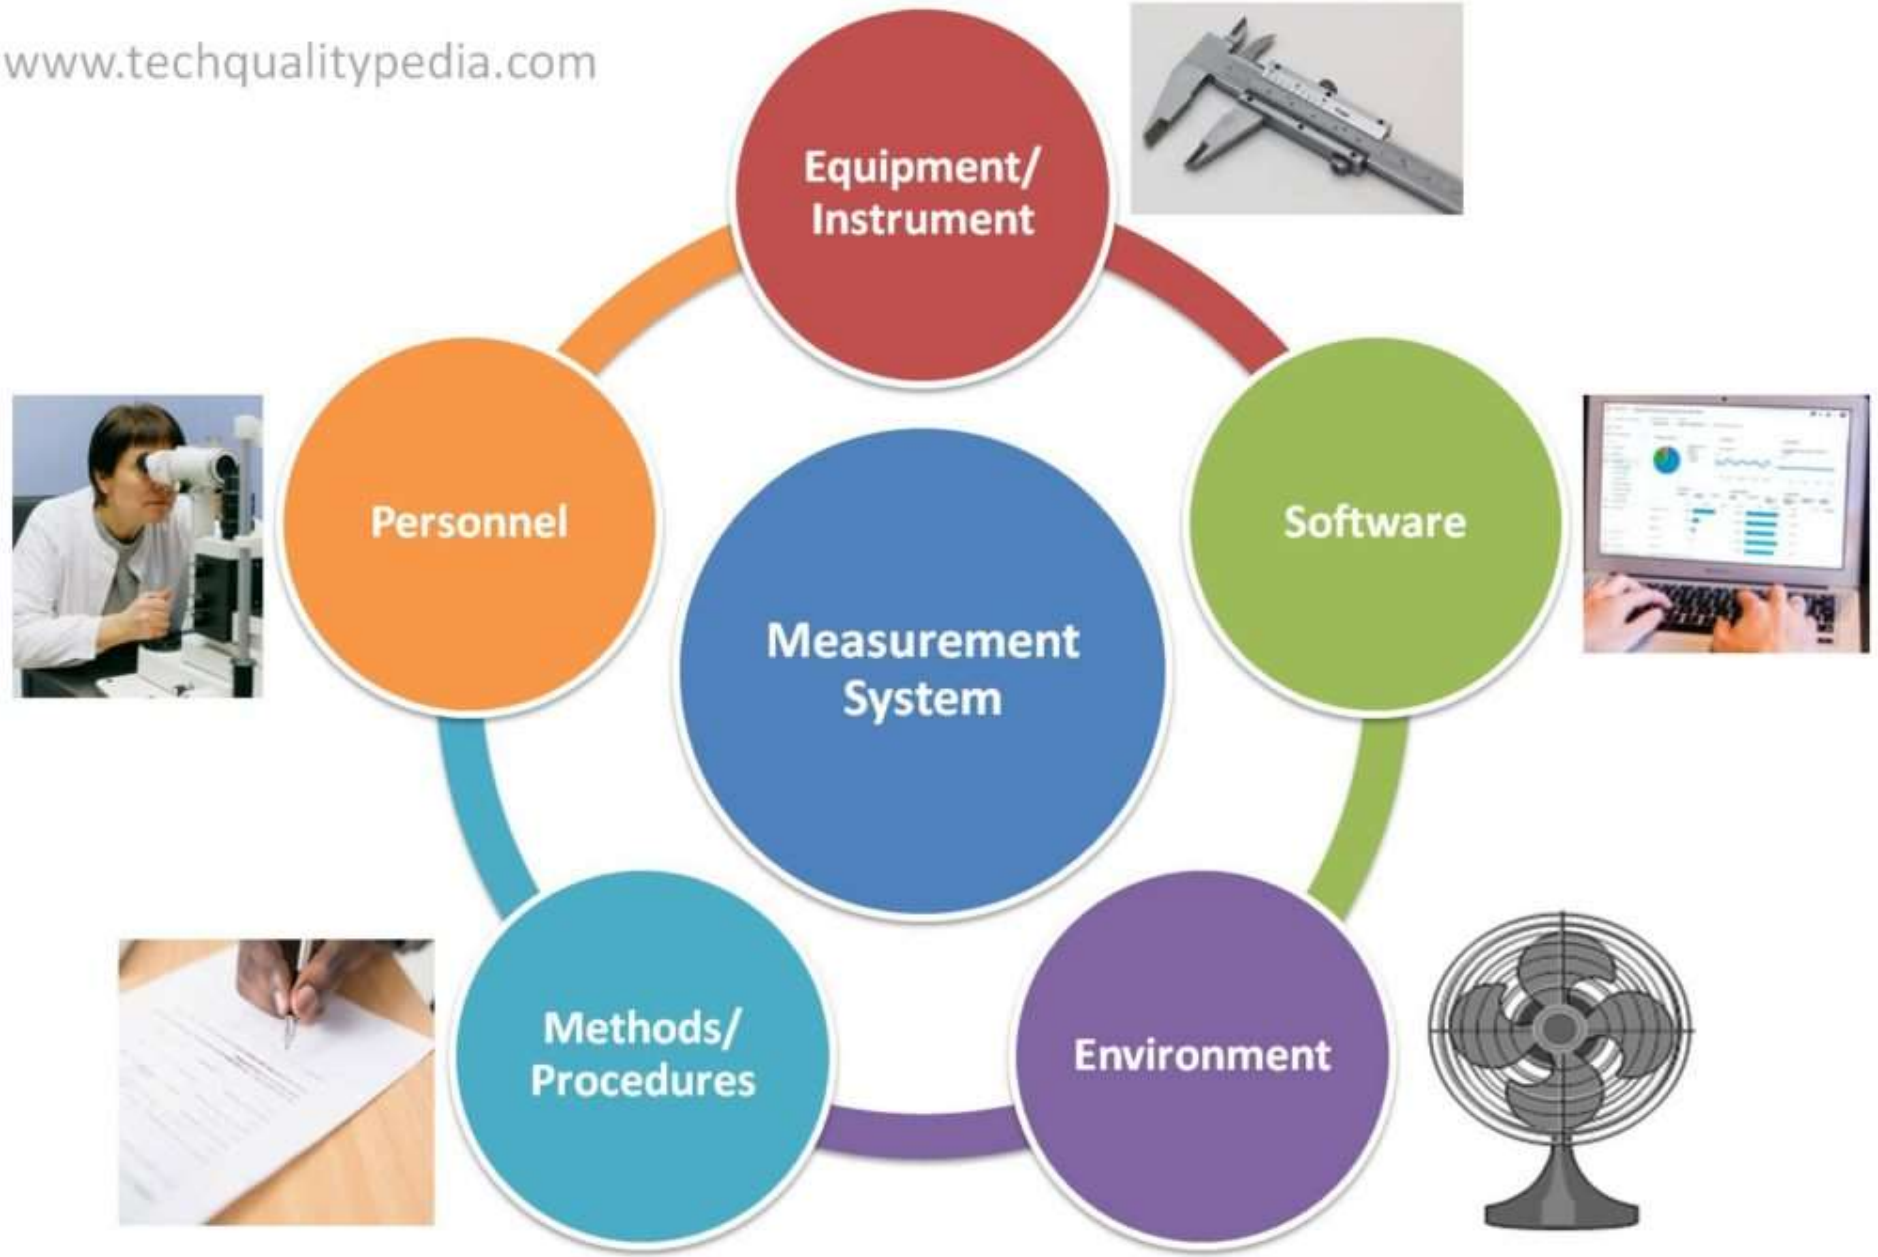 www.techqualitypedia.com
Equipment/
Instrument
Personnel
Software
Measurement
System
Methods/
Procedures
Environment